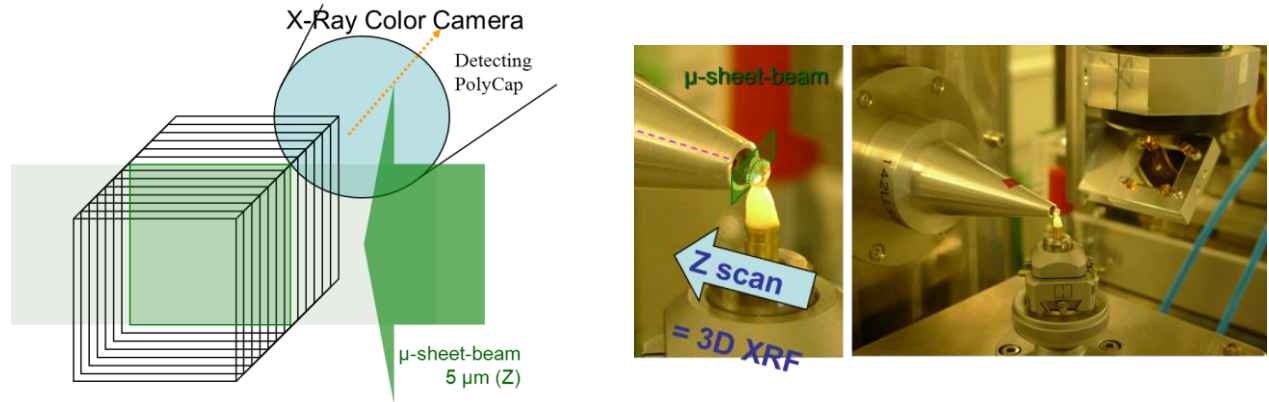 X-Ray Color Camera
Detecting
PolyCap
µ-sheet-beam
5 µm (Z)
µ-sheet-beam
Z scan
= 3D XRF